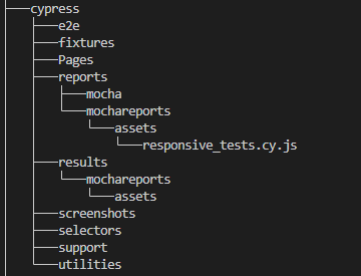 cypress
e2e
fixtures
Pages
reports
mocha
mochareports
assets
responsive_tests.cy.js
results
mochareports
assets
screenshots
selectors
support
utilities